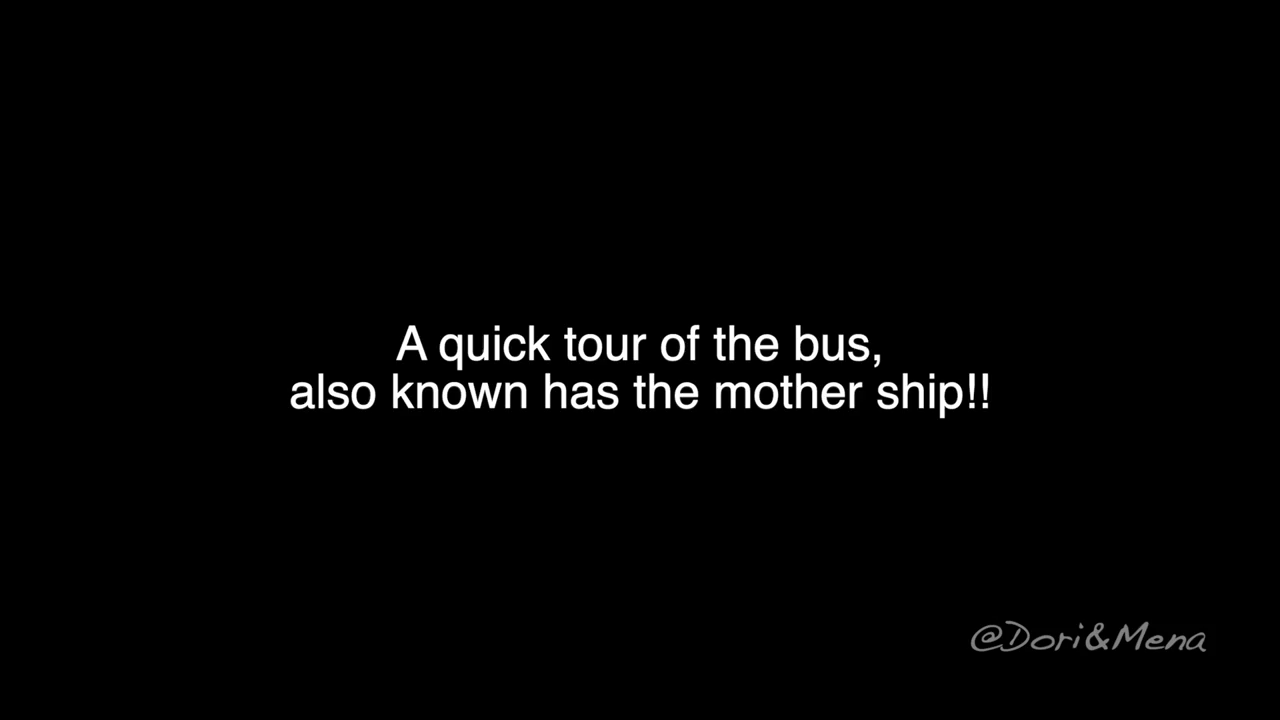 A quick tour of the bus,
also known has the mother ship!!
@Dori&Mena